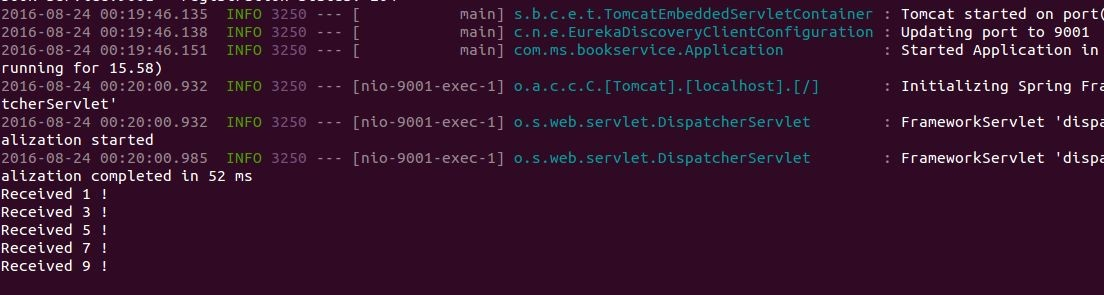 2016-08-24 00:19:46.135  INFO 3250 --- [           main] s.b.c.e.t.TomcatEmbeddedServletContainer : Tomcat started on port(
2016-08-24 00:19:46.138  INFO 3250 --- [           main] c.n.e.EurekaDiscoveryClientConfiguration : Updating port to 9001
2016-08-24 00:19:46.151  INFO 3250 --- [           main] com.ms.bookservice.Application           : Started Application in
running for 15.58)
2016-08-24 00:20:00.932  INFO 3250 --- [nio-9001-exec-1] o.a.c.c.C.[Tomcat].[localhost].[/]       : Initializing Spring Fra
tcherServlet'
2016-08-24 00:20:00.932  INFO 3250 --- [nio-9001-exec-1] o.s.web.servlet.DispatcherServlet        : FrameworkServlet 'dispa
alization started
2016-08-24 00:20:00.985  INFO 3250 --- [nio-9001-exec-1] o.s.web.servlet.DispatcherServlet        : FrameworkServlet 'dispa
alization completed in 52 ms
Received 1 !
Received 3 !
Received 5 !
Received 7 !
Received 9 !